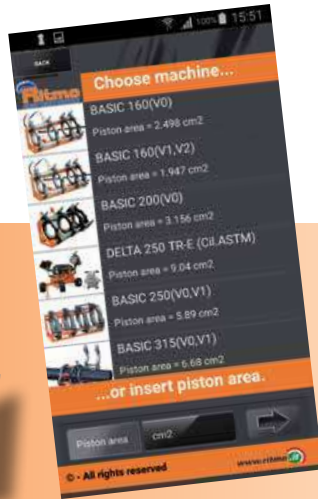 100% 15:51
BACK
Ritmo
Choose machine...
BASIC 160(V0)
Piston area = 2.498 cm2
BASIC 160(V1,V2)
Piston area = 1.947 cm2
BASIC 200(V0)
Piston area = 3.156 cm2
DELTA 250 TR-E (Cil.ASTM)
Piston area = 9.04 cm2
BASIC 250(V0,V1)
Piston area = 5.89 cm2
BASIC 315(V0,V1)
Piston area = 6.68 cm2
...or insert piston area.
Piston area
cm2
© - All rights reserved
www.ritmo